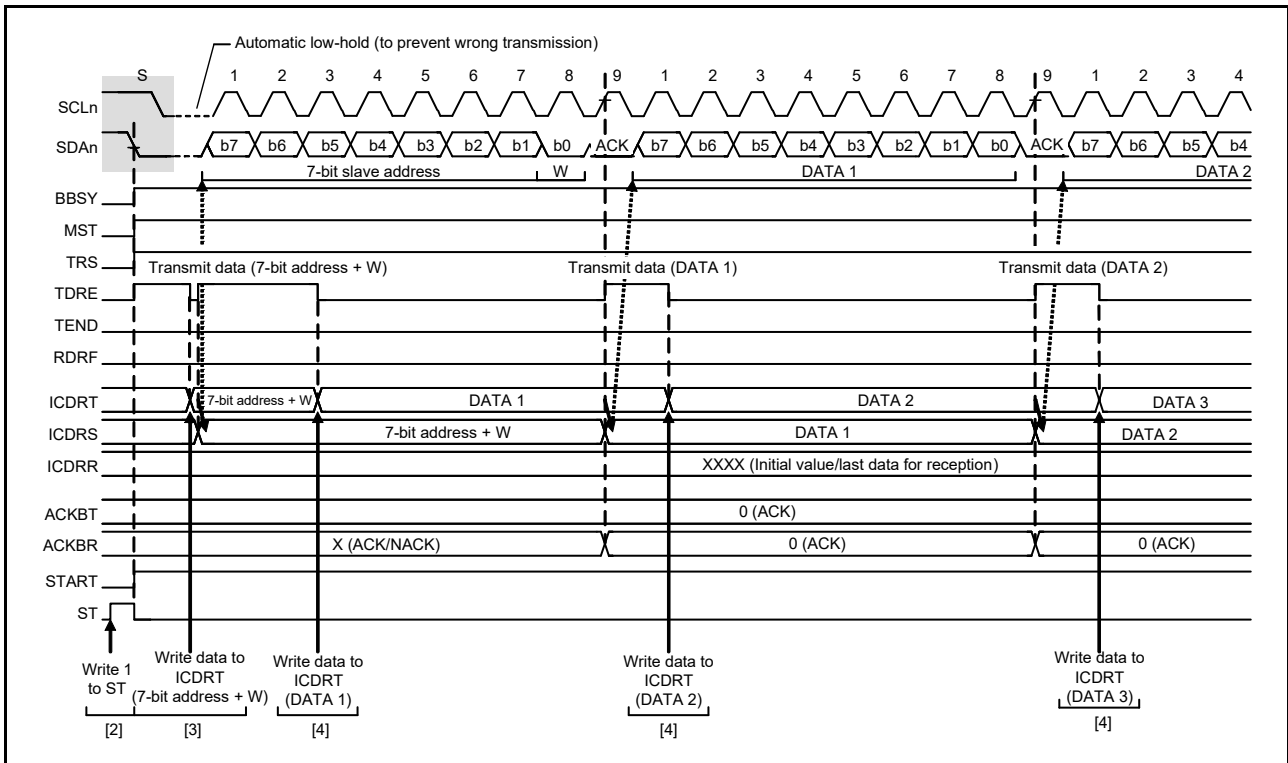 Automatic low-hold (to prevent wrong transmission)
S 1 2 3 4 5 6 7 8 9 1 2 3 4 5 6 7 8 9 1 2 3 4
SCLn
SDAn b7 b6 b5 b4 b3 b2 b1 b0 ACK b7 b6 b5 b4 b3 b2 b1 b0 ACK b7 b6 b5 b4
7-bit slave address W DATA 1 DATA 2
BBSY
MST
TRS
Transmit data (7-bit address + W) Transmit data (DATA 1) Transmit data (DATA 2)
TDRE
TEND
RDRF
ICDRT 7-bit address + W DATA 1 DATA 2 DATA 3
ICDRS 7-bit address + W DATA 1 DATA 2
ICDRR XXXX (Initial value/last data for reception)
ACKBT 0 (ACK)
ACKBR X (ACK/NACK) 0 (ACK) 0 (ACK)
START
ST
Write 1
to ST
[2]
Write data to
ICDRT
(7-bit address + W)
[3]
Write data to
ICDRT
(DATA 1)
[4]
Write data to
ICDRT
(DATA 2)
[4]
Write data to
ICDRT
(DATA 3)
[4]